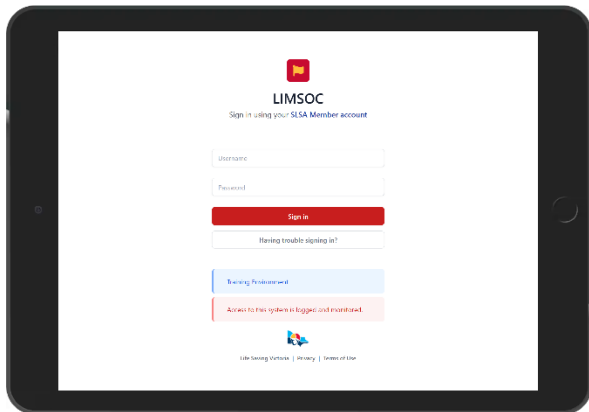 LIMSOC
Sign in using your SLSA Member account
Username
Password
Sign in
Having trouble signing in?
Training Environment
Access to this system is logged and monitored.
Life Saving Victoria | Privacy | Terms of Use